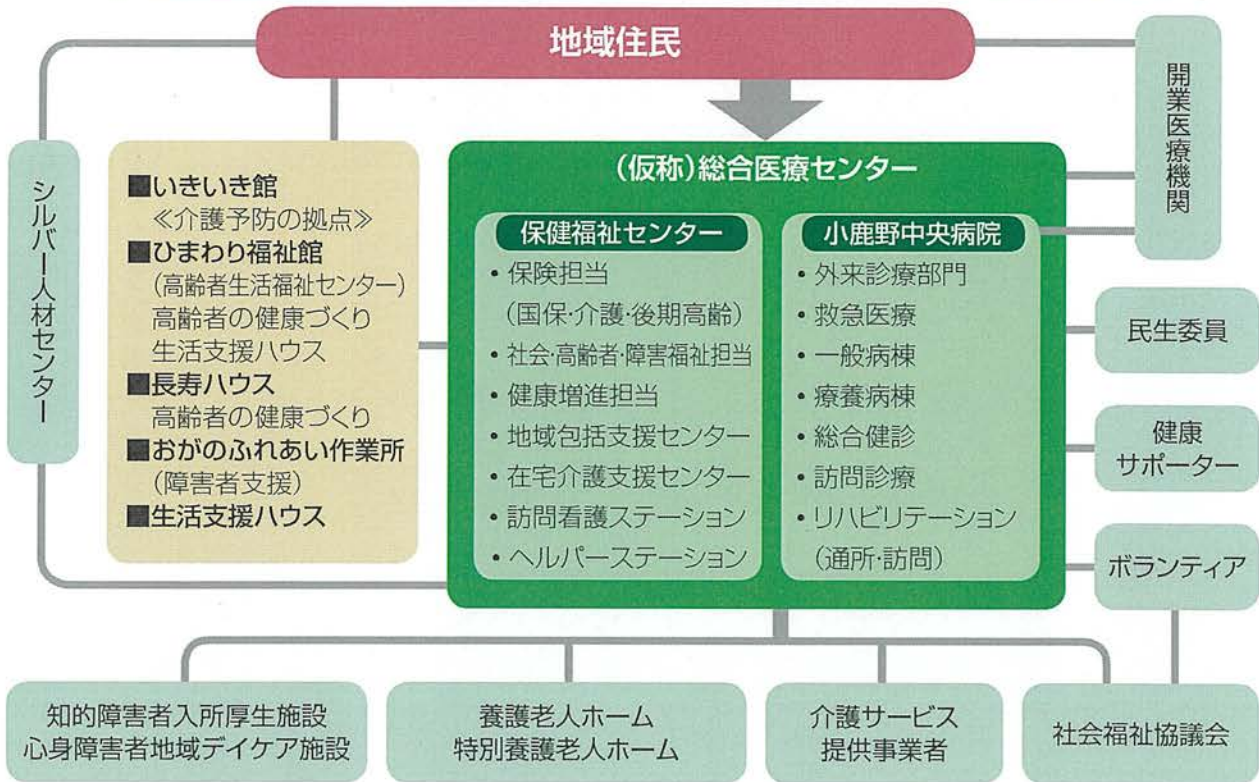 地域住民
開業医療機関
シルバー人材センター
■いきいき館
≪介護予防の拠点≫
■ひまわり福祉館
(高齢者生活福祉センター)
高齢者の健康づくり
生活支援ハウス
■長寿ハウス
高齢者の健康づくり
■おがのふれあい作業所
(障害者支援)
■生活支援ハウス
(仮称)総合医療センター
保健福祉センター
・保険担当
(国保・介護・後期高齢)
・社会・高齢者・障害福祉担当
・健康増進担当
・地域包括支援センター
・在宅介護支援センター
・訪問看護ステーション
・ヘルパーステーション
小鹿野中央病院
・外来診療部門
・救急医療
・一般病棟
・療養病棟
・総合健診
・訪問診療
・リハビリテーション
(通所・訪問)
民生委員
健康
サポーター
ボランティア
知的障害者入所厚生施設
心身障害者地域デイケア施設
養護老人ホーム
特別養護老人ホーム
介護サービス
提供事業者
社会福祉協議会